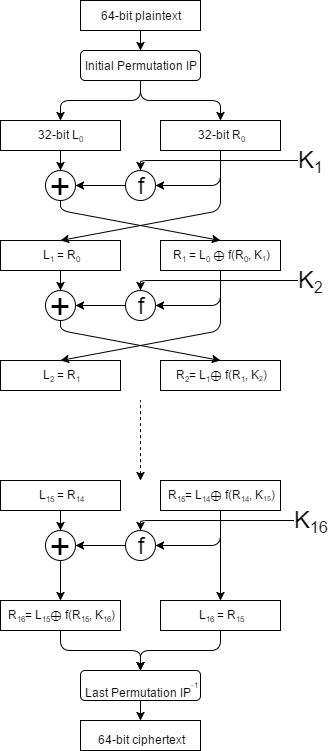 64-bit plaintext
Initial Permutation IP
32-bit L₀
32-bit R₀
K₁
+
f
L₁ = R₀
R₁ = L₀ ⊕ f(R₀, K₁)
K₂
+
f
L₂ = R₁
R₂= L₁⊕ f(R₁, K₂)
L₁₅ = R₁₄
R₁₅= L₁₄⊕ f(R₁₄, K₁₅)
K₁₆
+
f
R₁₆= L₁₅⊕ f(R₁₅, K₁₆)
L₁₆ = R₁₅
Last Permutation IP⁻¹
64-bit ciphertext